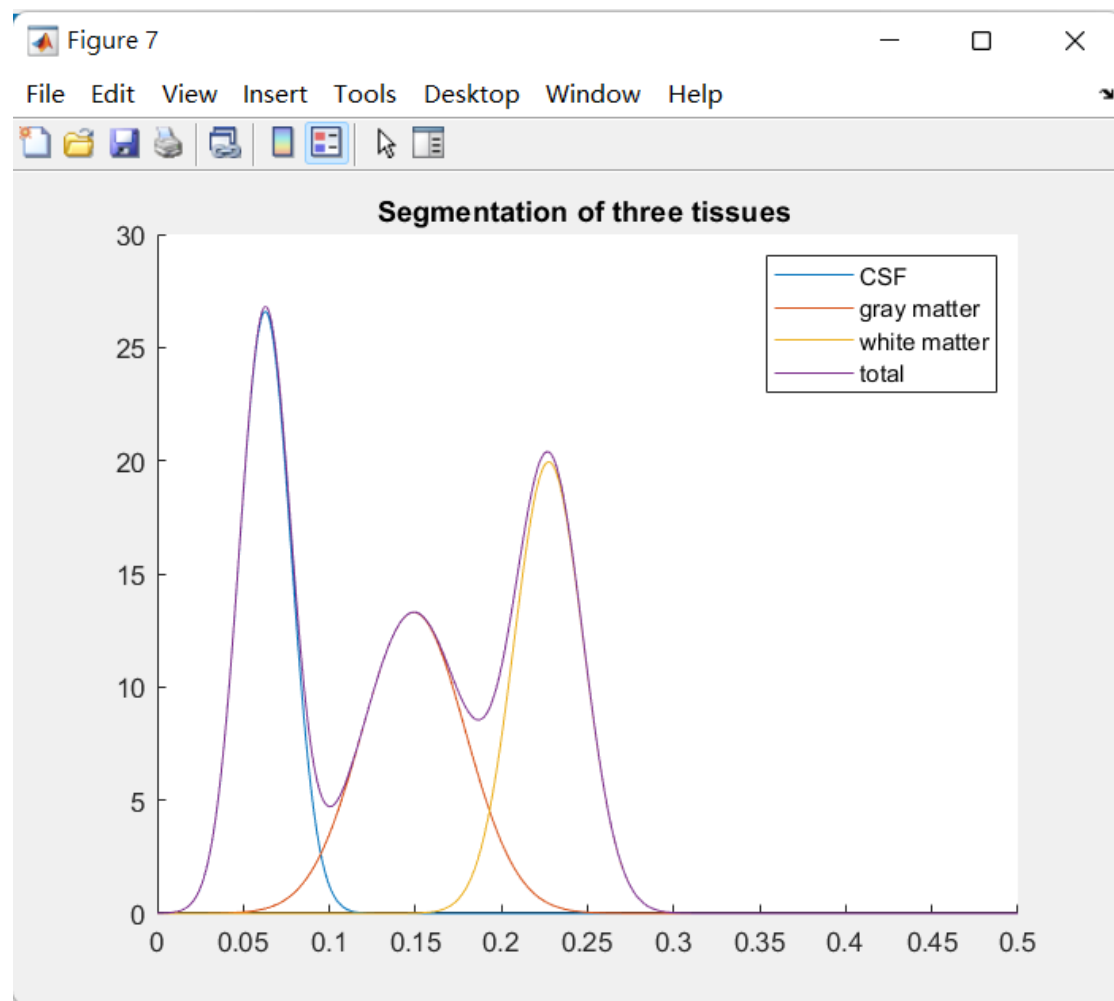 Figure 7
File Edit View Insert Tools Desktop Window Help
Segmentation of three tissues
30
25
20
15
10
5
0
CSF
gray matter
white matter
total
0 0.05 0.1 0.15 0.2 0.25 0.3 0.35 0.4 0.45 0.5